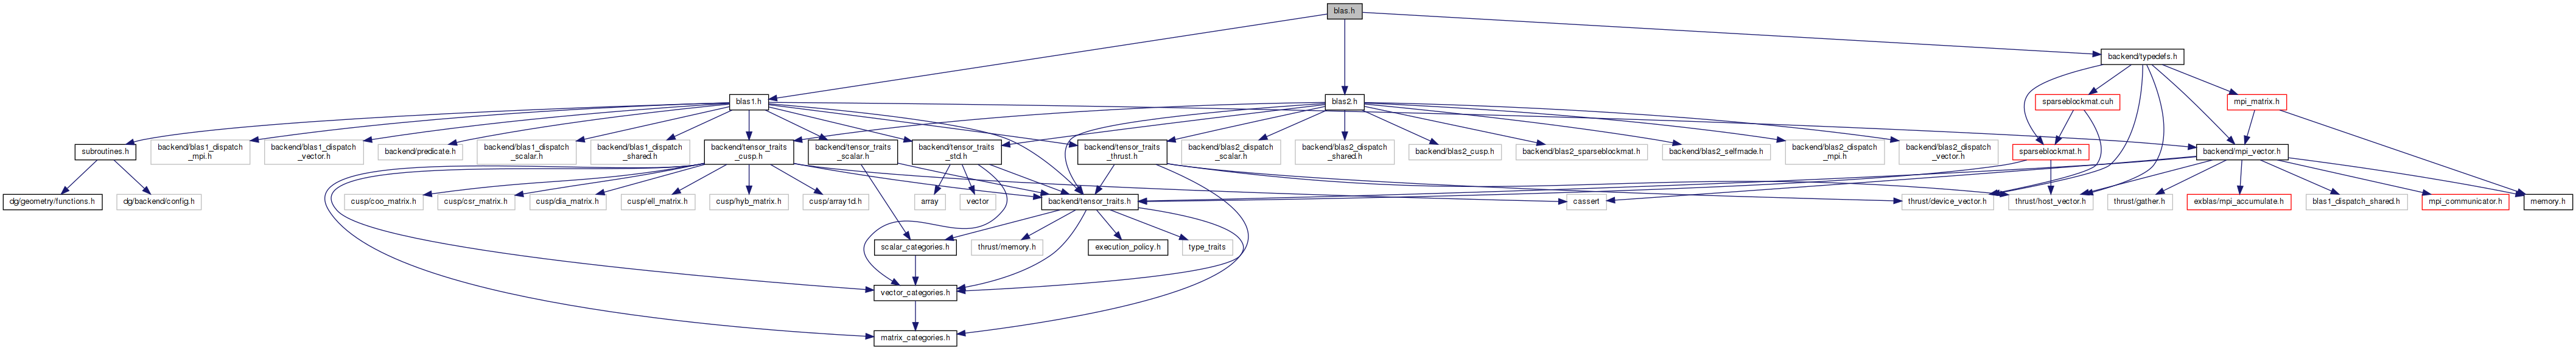 blas.h
backend/typedefs.h
blas1.h
blas2.h
sparseblockmat.cuh
mpi_matrix.h
subroutines.h
backend/blas1_dispatch
_mpi.h
backend/blas1_dispatch
_vector.h
backend/predicate.h
backend/blas1_dispatch
_scalar.h
backend/blas1_dispatch
_shared.h
backend/tensor_traits
_cusp.h
backend/tensor_traits
_scalar.h
backend/tensor_traits
_std.h
backend/tensor_traits
_thrust.h
backend/blas2_dispatch
_scalar.h
backend/blas2_dispatch
_shared.h
backend/blas2_cusp.h
backend/blas2_sparseblockmat.h
backend/blas2_selfmade.h
backend/blas2_dispatch
_mpi.h
backend/blas2_dispatch
_vector.h
sparseblockmat.h
backend/mpi_vector.h
dg/geometry/functions.h
dg/backend/config.h
cusp/coo_matrix.h
cusp/csr_matrix.h
cusp/dia_matrix.h
cusp/ell_matrix.h
cusp/hyb_matrix.h
cusp/array1d.h
array
vector
backend/tensor_traits.h
cassert
thrust/device_vector.h
thrust/host_vector.h
thrust/gather.h
exblas/mpi_accumulate.h
blas1_dispatch_shared.h
mpi_communicator.h
memory.h
scalar_categories.h
thrust/memory.h
execution_policy.h
type_traits
vector_categories.h
matrix_categories.h